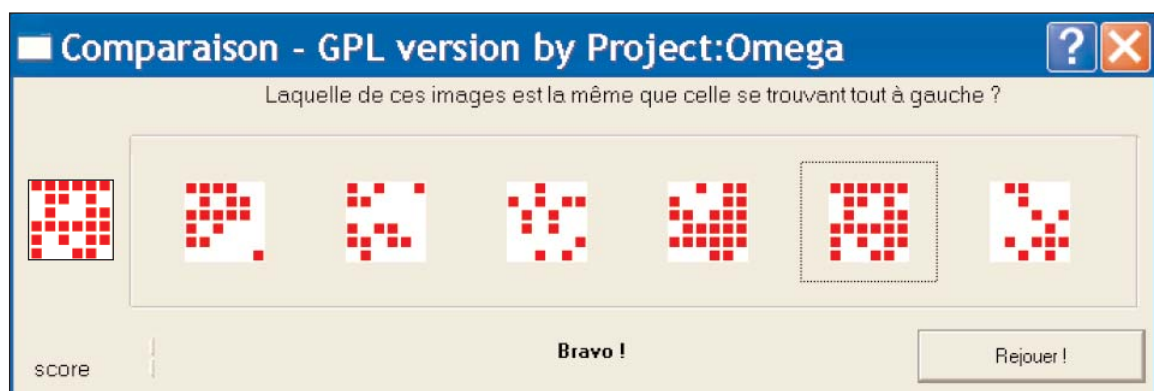 Comparaison - GPL version by Project:Omega
Laquelle de ces images est la même que celle se trouvant tout à gauche ?
Bravo !
score
Rejouer !